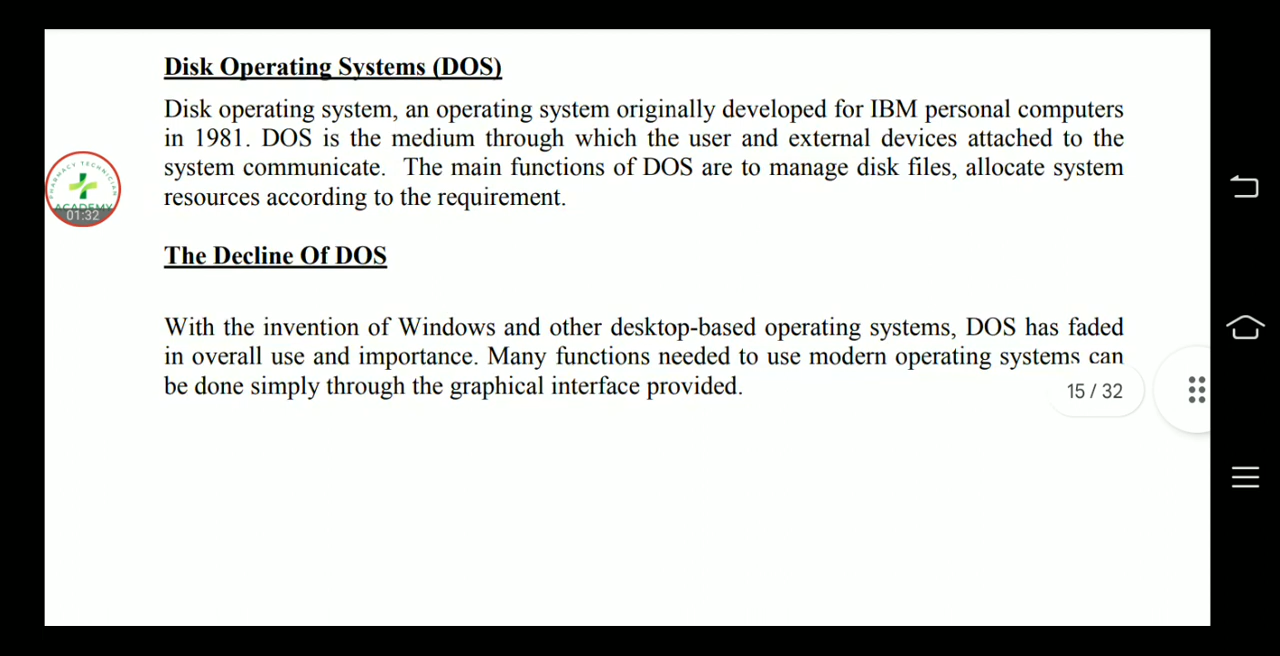 Disk Operating Systems (DOS)
Disk operating system, an operating system originally developed for IBM personal computers
in 1981. DOS is the medium through which the user and external devices attached to the
system communicate. The main functions of DOS are to manage disk files, allocate system
resources according to the requirement.
PHARMACY TECHNICIAN
ACADEMY
01:32
The Decline Of DOS
With the invention of Windows and other desktop-based operating systems, DOS has faded
in overall use and importance. Many functions needed to use modern operating systems can
be done simply through the graphical interface provided.
15 / 32